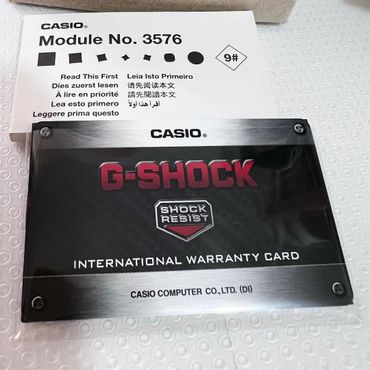 CASIO®
Module No. 3576
9#
Read This First
Dies zuerst lesen
À lire en priorité
Lea esto primero
Leggere prima questo
Leia Isto Primeiro
请先阅读本文
請先閱讀本文
اقرأ هذا أولاً
CASIO®
G-SHOCK
SHOCK
RESIST
INTERNATIONAL WARRANTY CARD
CASIO COMPUTER CO.,LTD. (DI)